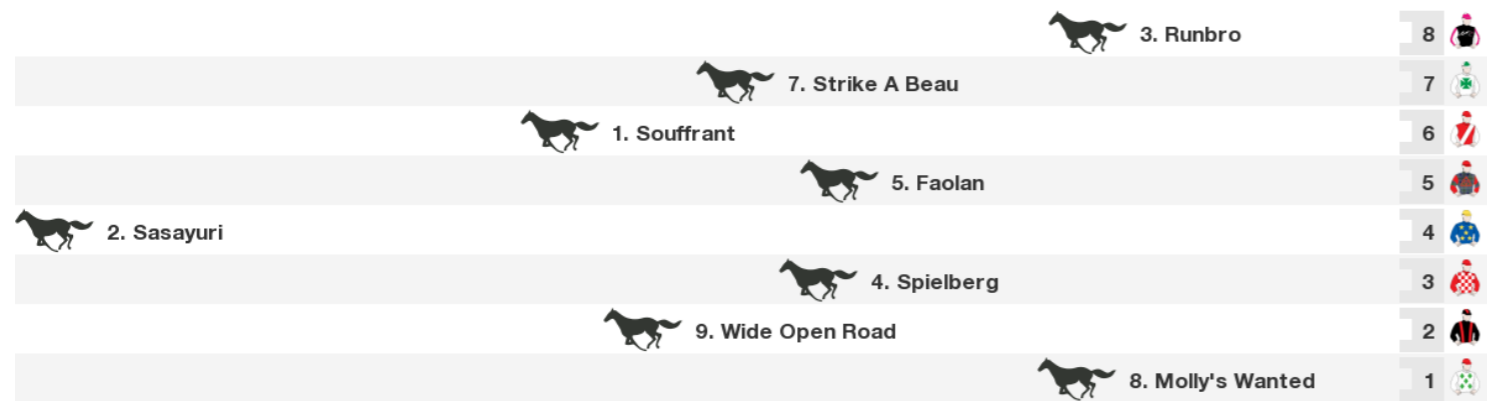 3. Runbro 8
7. Strike A Beau 7
1. Souffrant 6
5. Faolan 5
2. Sasayuri 4
4. Spielberg 3
9. Wide Open Road 2
8. Molly's Wanted 1